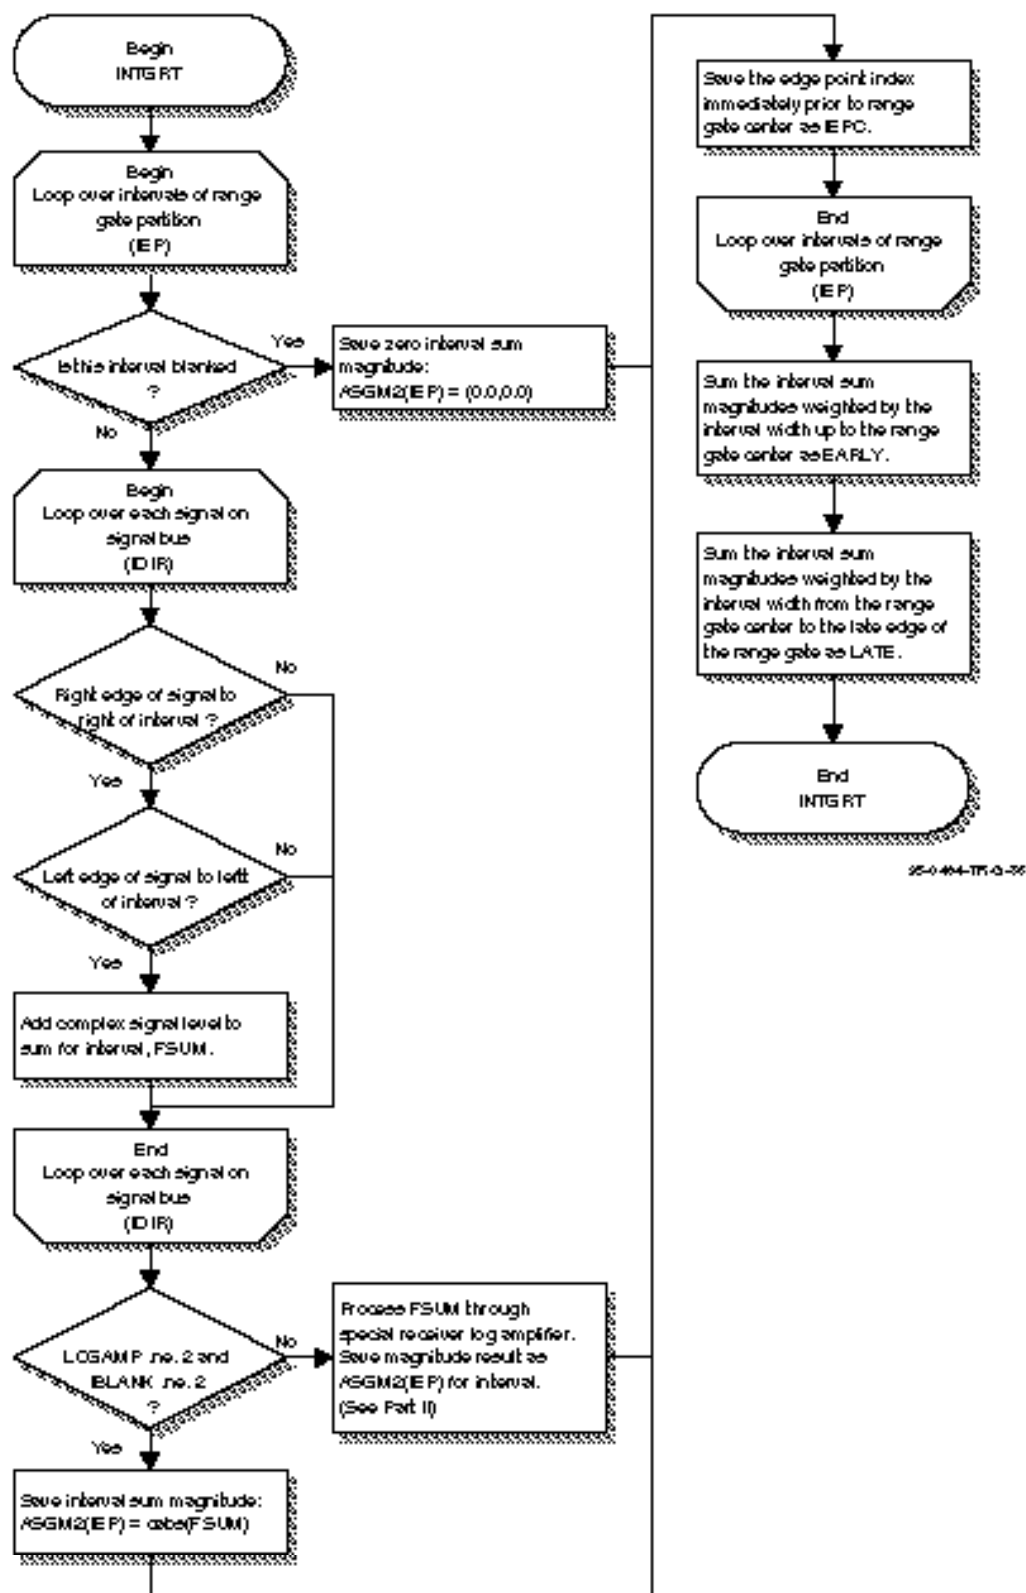 Begin
INTGRT
Begin
Loop over intervals of range
gate partition
(IEP)
Is this interval blanked
?
Yes
Save zero interval sum
magnitude:
ASGM2(IEP) = (0.0,0.0)
No
Begin
Loop over each signal on
signal bus
(IDIR)
Right edge of signal to
right of interval ?
No
Yes
Left edge of signal to left
of interval ?
No
Yes
Add complex signal level to
sum for interval, FSUM.
End
Loop over each signal on
signal bus
(IDIR)
LOGAMP .ne. 2 and
IBLANK .ne. 2
?
No
Process FSUM through
special receiver log amplifier.
Save magnitude result as
ASGM2(IEP) for interval.
(See Part II)
Yes
Save interval sum magnitude:
ASGM2(IEP) = cabs(FSUM)
Save the edge point index
immediately prior to range
gate center as IEPC.
End
Loop over intervals of range
gate partition
(IEP)
Sum the interval sum
magnitudes weighted by the
interval width up to the range
gate center as EARLY.
Sum the interval sum
magnitudes weighted by the
interval width from the range
gate center to the late edge of
the range gate as LATE.
End
INTGRT